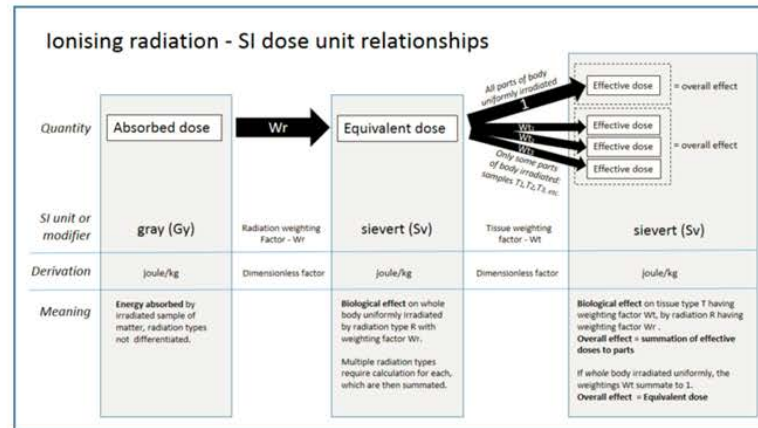 Ionising radiation - SI dose unit relationships
All parts of body
uniformly irradiated
1
Effective dose
= overall effect
Quantity
Absorbed dose
Wr
Equivalent dose
Wt₁
Wt₂
Wt₃
Effective dose
Effective dose
Effective dose
= overall effect
Only some parts
of body irradiated:
samples T1,T2,T3, etc
SI unit or
modifier
gray (Gy)
Radiation weighting
Factor - Wr
sievert (Sv)
Tissue weighting
factor - Wt
sievert (Sv)
Derivation
joule/kg
Dimensionless factor
joule/kg
Dimensionless factor
joule/kg
Meaning
Energy absorbed by
irradiated sample of
matter, radiation types
not differentiated.
Biological effect on whole
body uniformly irradiated
by radiation type R with
weighting factor Wr.
Multiple radiation types
require calculation for each,
which are then summated.
Biological effect on tissue type T having
weighting factor Wt, by radiation R having
weighting factor Wr .
Overall effect = summation of effective
doses to parts
If whole body irradiated uniformly, the
weightings Wt summate to 1.
Overall effect = Equivalent dose